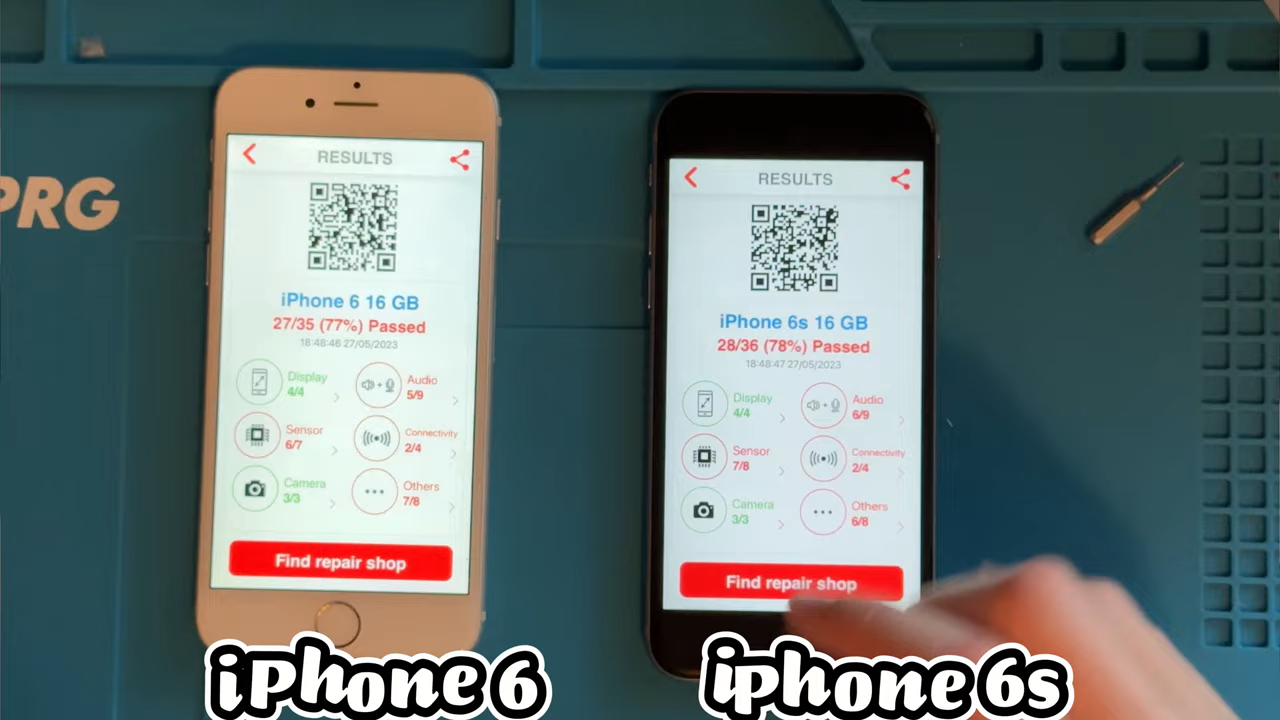 PRG
RESULTS
iPhone 6 16 GB
27/35 (77%) Passed
18:48:46 27/05/2023
Display
4/4
Audio
5/9
Sensor
6/7
Connectivity
2/4
Camera
3/3
Others
7/8
Find repair shop
iPhone 6
RESULTS
iPhone 6s 16 GB
28/36 (78%) Passed
18:48:47 27/05/2023
Display
4/4
Audio
6/9
Sensor
7/8
Connectivity
2/4
Camera
3/3
Others
6/8
Find repair shop
iphone 6s